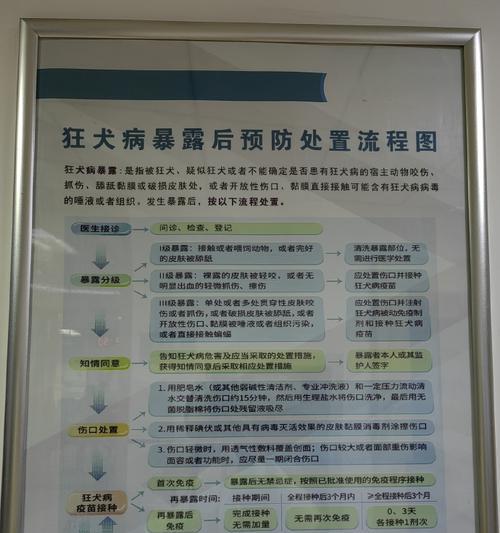 狂犬病暴露后预防处置流程图
狂犬病暴露:是指被狂犬、疑似狂犬或者不能确定是否患有狂犬病的宿主动物咬伤、
抓伤、舔舐黏膜或破损皮肤处,或者开放性伤口、黏膜直接接触可能含有狂犬病病毒
的唾液或者组织。发生暴露后,按以下流程处置。
医生接诊
问诊、检查、登记
暴露分级
I级暴露:接触或者喂饲动物,或者完好
的皮肤被舔舐
清洗暴露部位,无
需进行医学处置
II级暴露:裸露的皮肤被轻咬,或者无
明显出血的轻微抓伤、擦伤
应处置伤口并接种
狂犬病疫苗
III级暴露:单处或者多处贯穿性皮肤咬
伤或者抓伤,或者破损皮肤被舔舐,或者
开放性伤口、黏膜被唾液或者组织污染,
或者直接接触蝙蝠
应处置伤口并注射
狂犬病被动免疫制
剂和接种狂犬病
疫苗
知情同意
告知狂犬病危害及应当采取的处置措施,
获得知情同意后采取相应处置措施
暴露者本人或其监
护人签字
伤口处置
1.用肥皂水(或其他弱碱性清洁剂、专业冲洗液)和一定压力流动清
水交替清洗伤口约15分钟,然后用生理盐水将伤口洗净,最后用无
菌脱脂棉将伤口处残留液吸尽
2.用稀释碘伏或其他具有病毒灭活效果的皮肤黏膜消毒剂涂擦伤口
3.伤口轻微时,用透气性敷料覆盖创面;伤口较大或者面部重伤影响
面容或者功能时,应尽量一期闭合伤口
狂犬病
疫苗接种
首次免疫
暴露后无禁忌症,按照已批准使用的免疫程序接种
再暴露时间:
接种期间
全程接种后3个月内
≥全程接种后3个月
再暴露后
免疫
完成接种
无需加量
无需再次免疫
0、3天
各接种1剂次